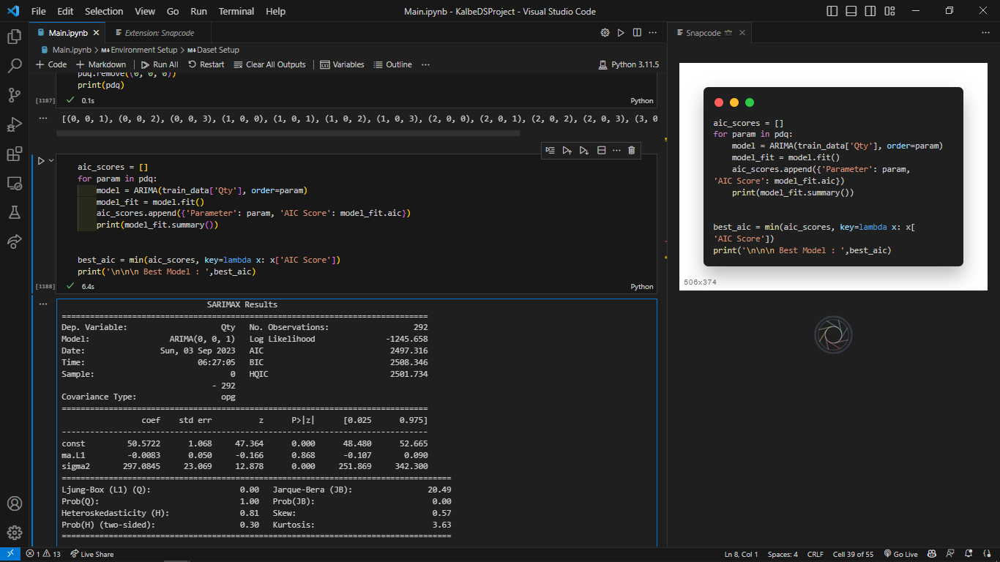 File Edit Selection View Go Run Terminal Help Main.ipynb - KalbeDSProject - Visual Studio Code
Main.ipynb Extension: Snapcode Snapcode
Main.ipynb > Environment Setup > Daset Setup
+ Code + Markdown Run All Restart Clear All Outputs Variables Outline ... Python 3.11.5
pdq.remove((0, 0, 0))
print(pdq)
[1187] 0.1s Python
[(0, 0, 1), (0, 0, 2), (0, 0, 3), (1, 0, 0), (1, 0, 1), (1, 0, 2), (1, 0, 3), (2, 0, 0), (2, 0, 1), (2, 0, 2), (2, 0, 3), (3, 0
aic_scores = []
for param in pdq:
    model = ARIMA(train_data['Qty'], order=param)
    model_fit = model.fit()
    aic_scores.append({'Parameter': param, 'AIC Score': model_fit.aic})
    print(model_fit.summary())
best_aic = min(aic_scores, key=lambda x: x['AIC Score'])
print('\n\n\n Best Model : ',best_aic)
[1188] 6.4s Python
SARIMAX Results
==============================================================================
Dep. Variable: Qty No. Observations: 292
Model: ARIMA(0, 0, 1) Log Likelihood -1245.658
Date: Sun, 03 Sep 2023 AIC 2497.316
Time: 06:27:05 BIC 2508.346
Sample: 0 HQIC 2501.734
- 292
Covariance Type: opg
==============================================================================
coef std err z P>|z| [0.025 0.975]
------------------------------------------------------------------------------
const 50.5722 1.068 47.364 0.000 48.480 52.665
ma.L1 -0.0083 0.050 -0.166 0.868 -0.107 0.090
sigma2 297.0845 23.069 12.878 0.000 251.869 342.300
===================================================================================
Ljung-Box (L1) (Q): 0.00 Jarque-Bera (JB): 20.49
Prob(Q): 1.00 Prob(JB): 0.00
Heteroskedasticity (H): 0.81 Skew: 0.57
Prob(H) (two-sided): 0.30 Kurtosis: 3.63
===================================================================================
aic_scores = []
for param in pdq:
    model = ARIMA(train_data['Qty'], order=param)
    model_fit = model.fit()
    aic_scores.append({'Parameter': param,
'AIC Score': model_fit.aic})
    print(model_fit.summary())
best_aic = min(aic_scores, key=lambda x: x[
'AIC Score'])
print('\n\n\n Best Model : ',best_aic)
506x374
1 13 Live Share Ln 8, Col 1 Spaces: 4 CRLF Cell 39 of 55 Go Live